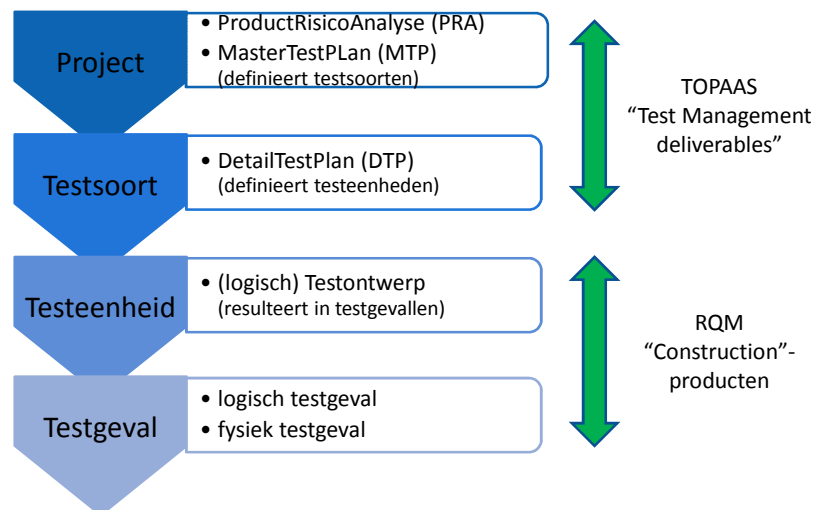 Project
• ProductRisicoAnalyse (PRA)
• MasterTestPLan (MTP)
(definieert testsoorten)
TOPAAS
“Test Management
deliverables”
Testsoort
• DetailTestPlan (DTP)
(definieert testeenheden)
Testeenheid
• (logisch) Testontwerp
(resulteert in testgevallen)
RQM
“Construction”-
producten
Testgeval
• logisch testgeval
• fysiek testgeval